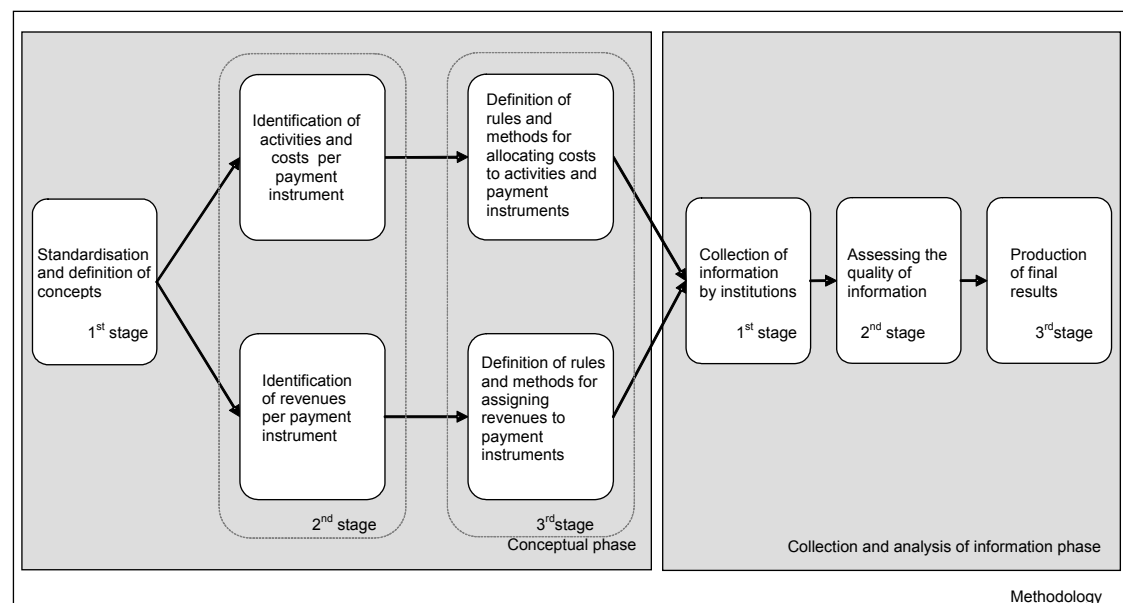 Standardisation
and definition of
concepts
1st stage
Identification of
activities and
costs per
payment
instrument
Identification
of revenues
per payment
instrument
2nd stage
Definition of
rules and
methods for
allocating costs
to activities and
payment
instruments
Definition of rules
and methods for
assigning
revenues to
payment
instruments
3rd stage
Conceptual phase
Collection of
information
by institutions
1st stage
Assessing the
quality of
information
2nd stage
Production
of final
results
3rd stage
Collection and analysis of information phase
Methodology